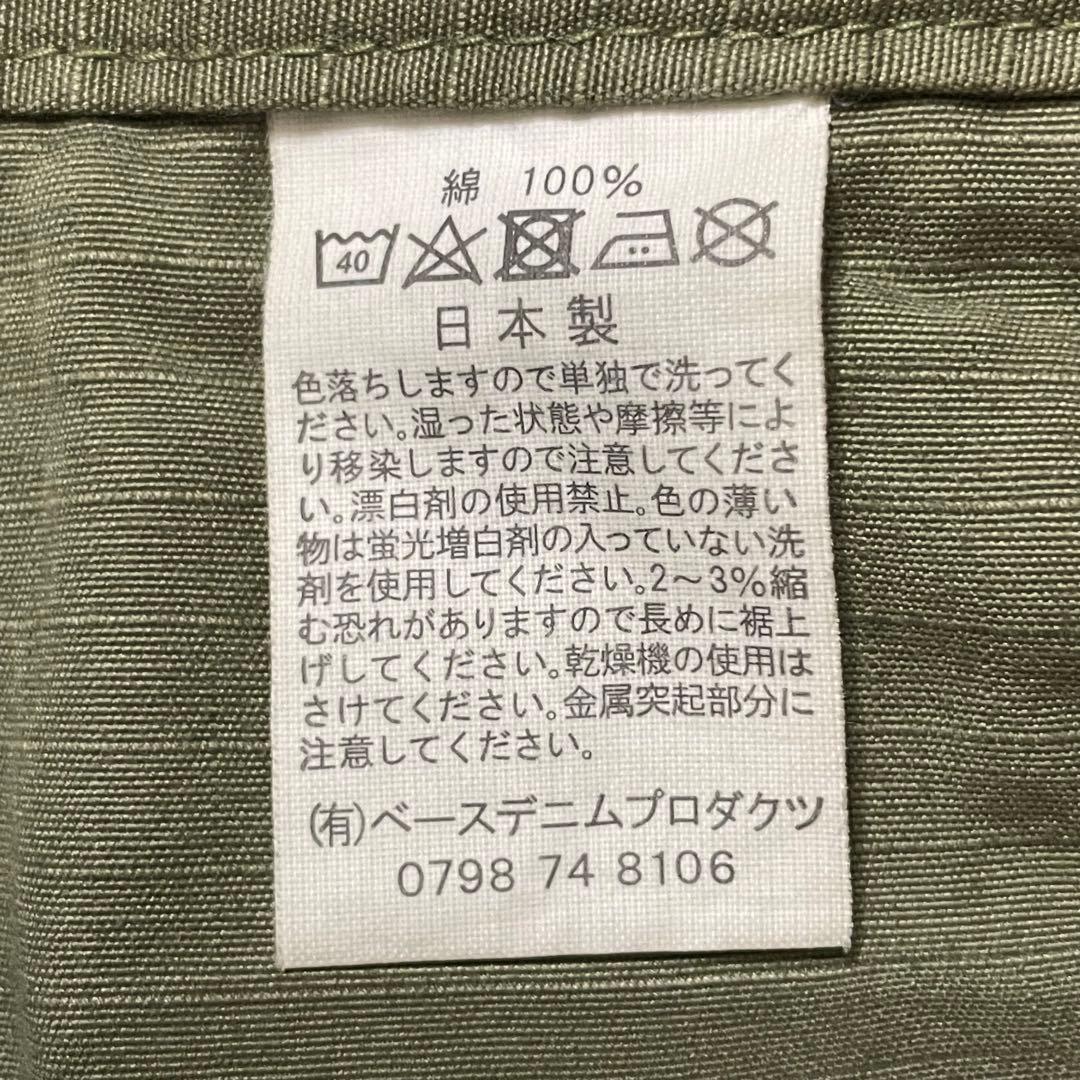 綿 100%
40
日本製
色落ちしますので単独で洗ってく
ださい。湿った状態や摩擦等によ
り移染しますので注意してくださ
い。漂白剤の使用禁止。色の薄い
物は蛍光増白剤の入っていない洗
剤を使用してください。2～3%縮
む恐れがありますので長めに裾上
げしてください。乾燥機の使用は
さけてください。金属突起部分に
注意してください。
(有)ベースデニムプロダクツ
0798 74 8106